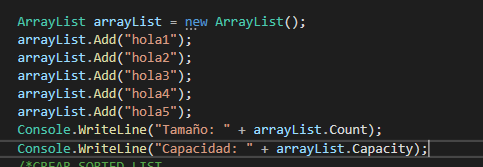 ArrayList arrayList = new ArrayList();
arrayList.Add("hola1");
arrayList.Add("hola2");
arrayList.Add("hola3");
arrayList.Add("hola4");
arrayList.Add("hola5");
Console.WriteLine("Tamaño: " + arrayList.Count);
Console.WriteLine("Capacidad: " + arrayList.Capacity);
/*CREAR SORTED LIST